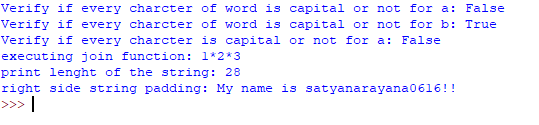 Verify if every charcter of word is capital or not for a: False
Verify if every charcter of word is capital or not for b: True
Verify if every charcter is capital or not for a: False
executing join function: 1*2*3
print lenght of the string: 28
right side string padding: My name is satyanarayana0616!!
>>>